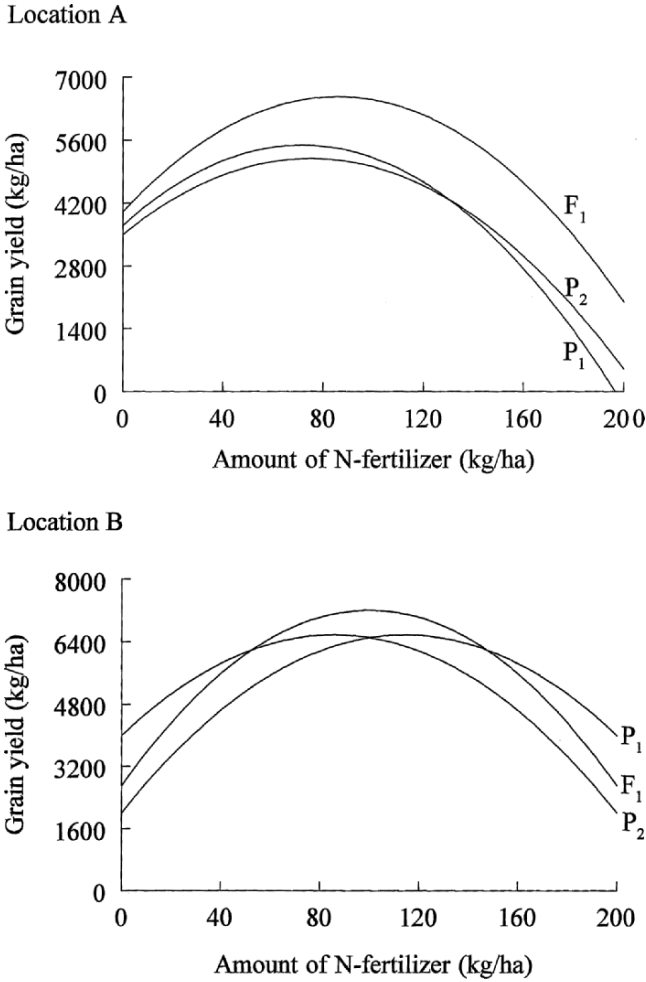 Location A
Grain yield (kg/ha)
7000
5600
4200
2800
1400
0
F1
P2
P1
0 40 80 120 160 200
Amount of N-fertilizer (kg/ha)
Location B
Grain yield (kg/ha)
8000
6400
4800
3200
1600
0
P1
F1
P2
0 40 80 120 160 200
Amount of N-fertilizer (kg/ha)